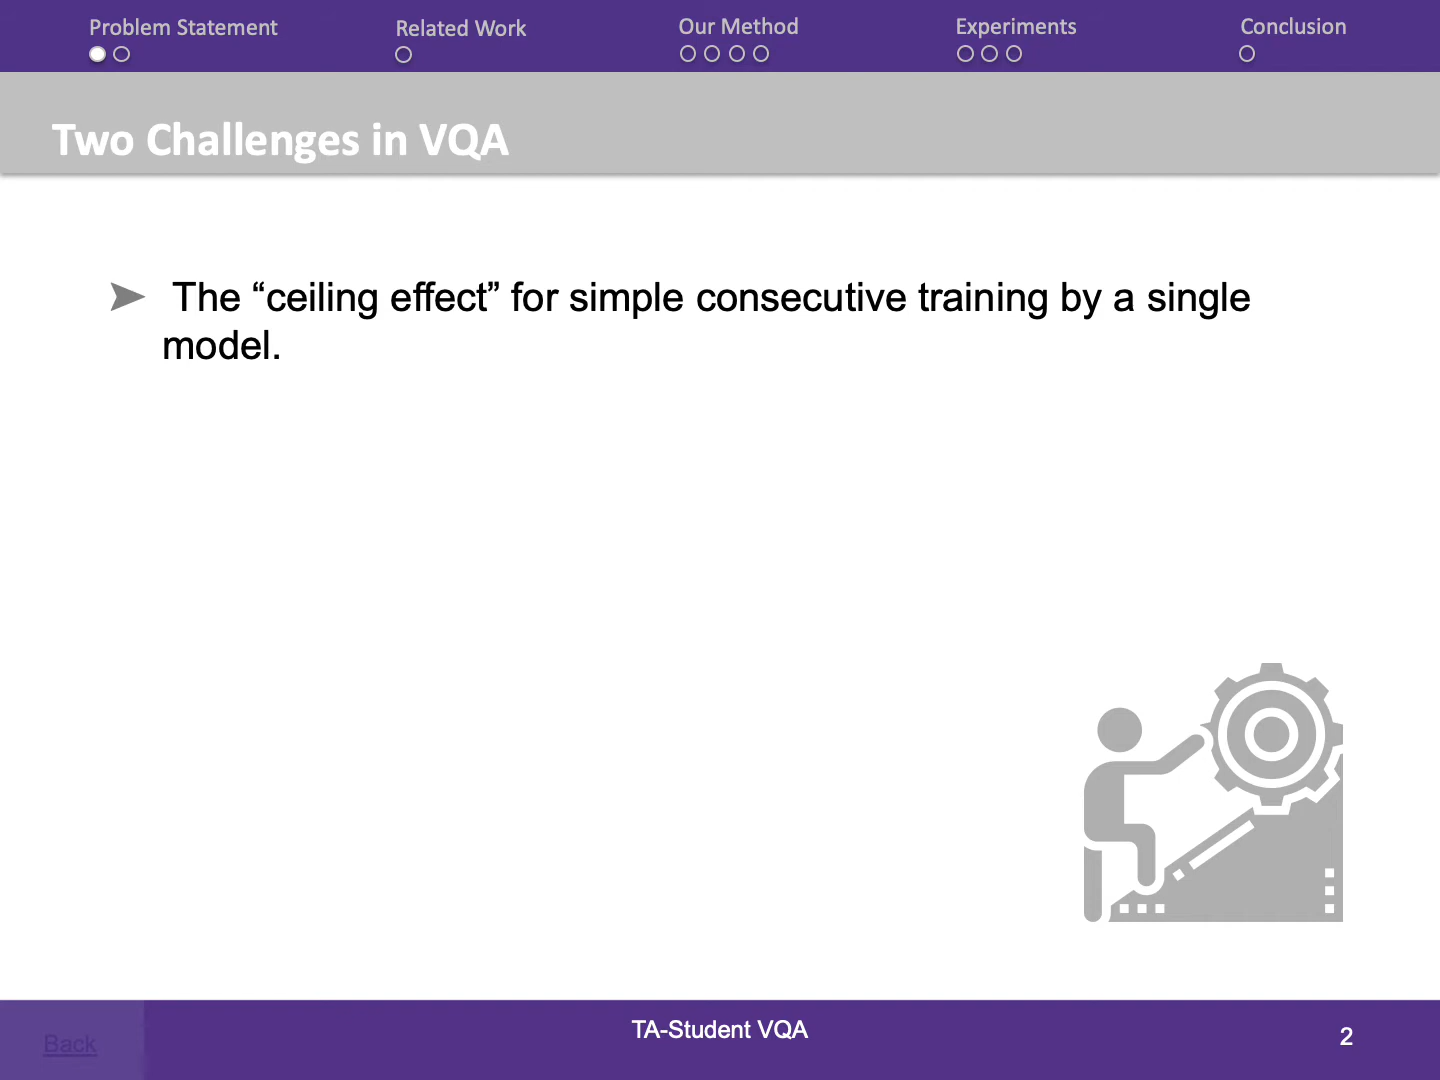 Problem Statement
Related Work
Our Method
Experiments
Conclusion
Two Challenges in VQA
The “ceiling effect” for simple consecutive training by a single
model.
Back
TA-Student VQA
2